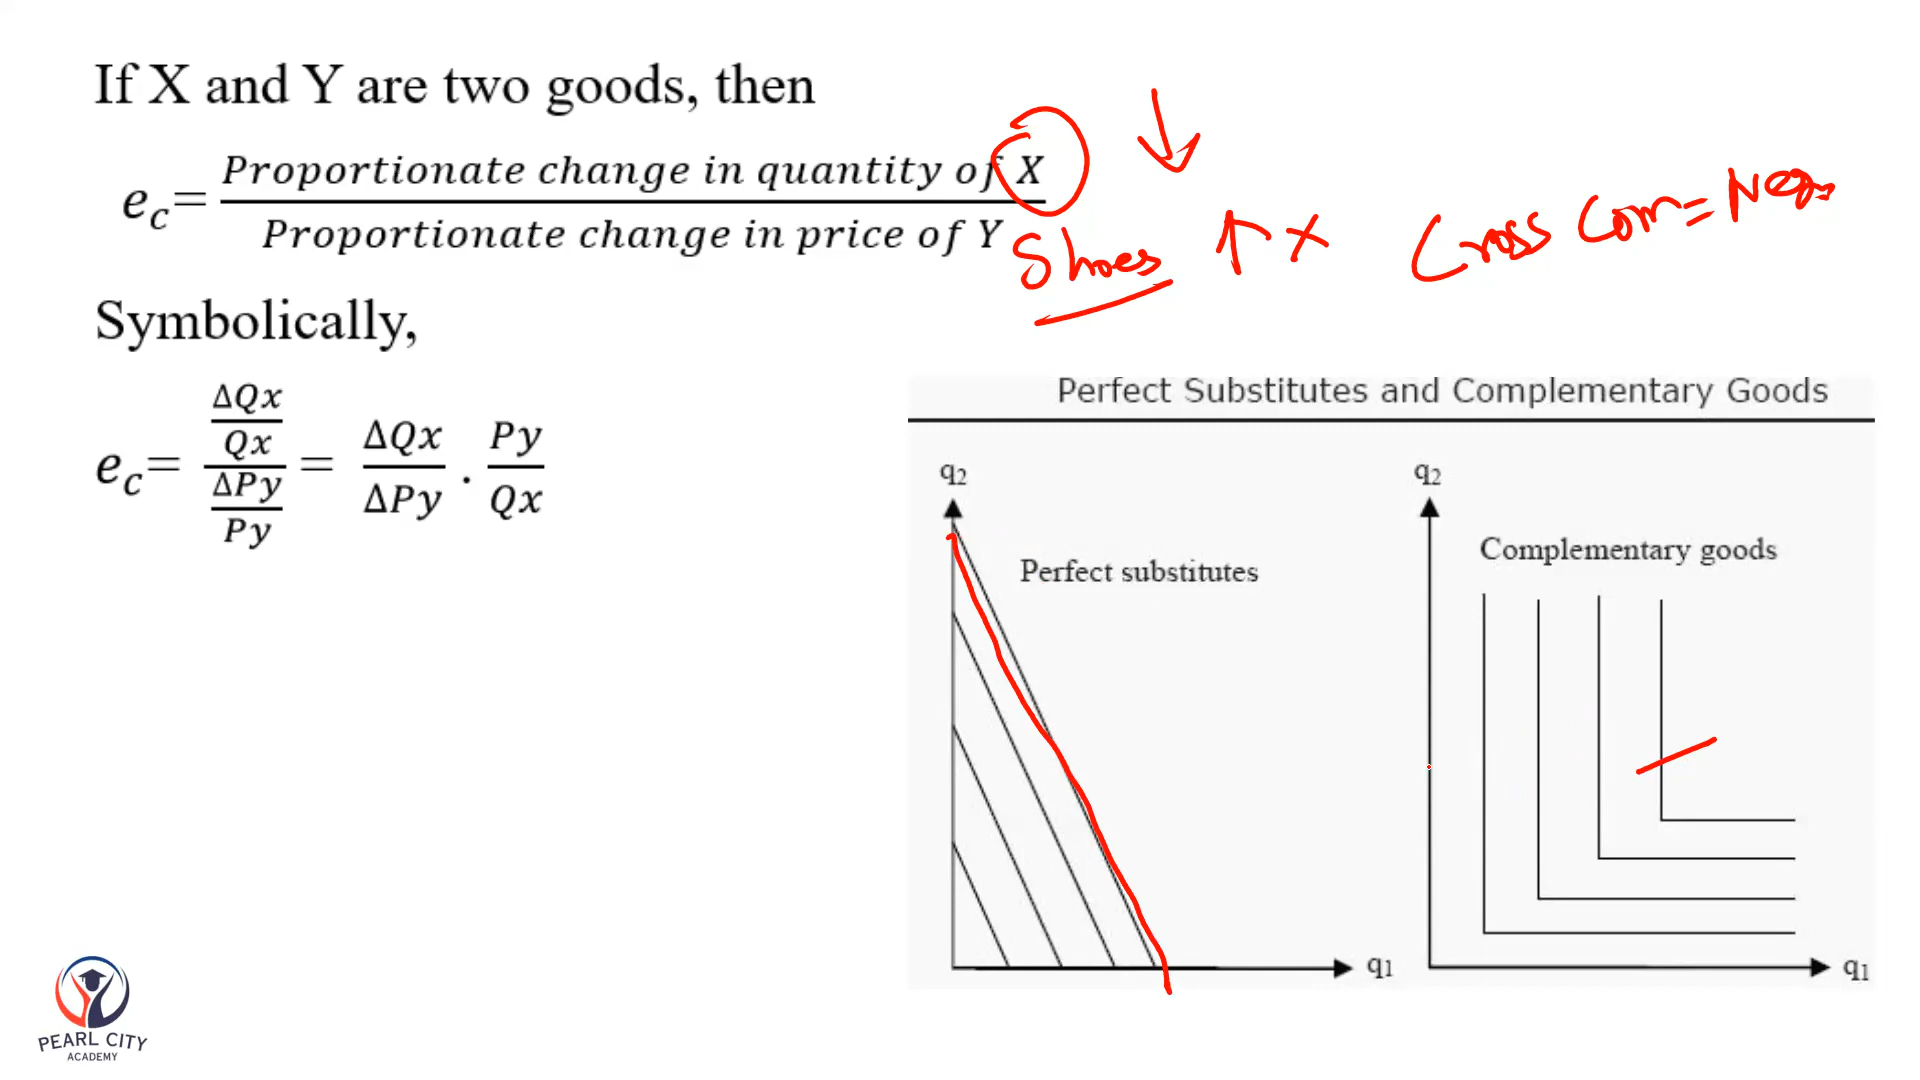 If X and Y are two goods, then
e_c = Proportionate change in quantity of X / Proportionate change in price of Y
Shoes ↑ X
Cross Com = Neg
Symbolically,
e_c = (ΔQx/Qx) / (ΔPy/Py) = ΔQx/ΔPy . Py/Qx
Perfect Substitutes and Complementary Goods
q2
Perfect substitutes
q1
q2
Complementary goods
q1
PEARL CITY
ACADEMY